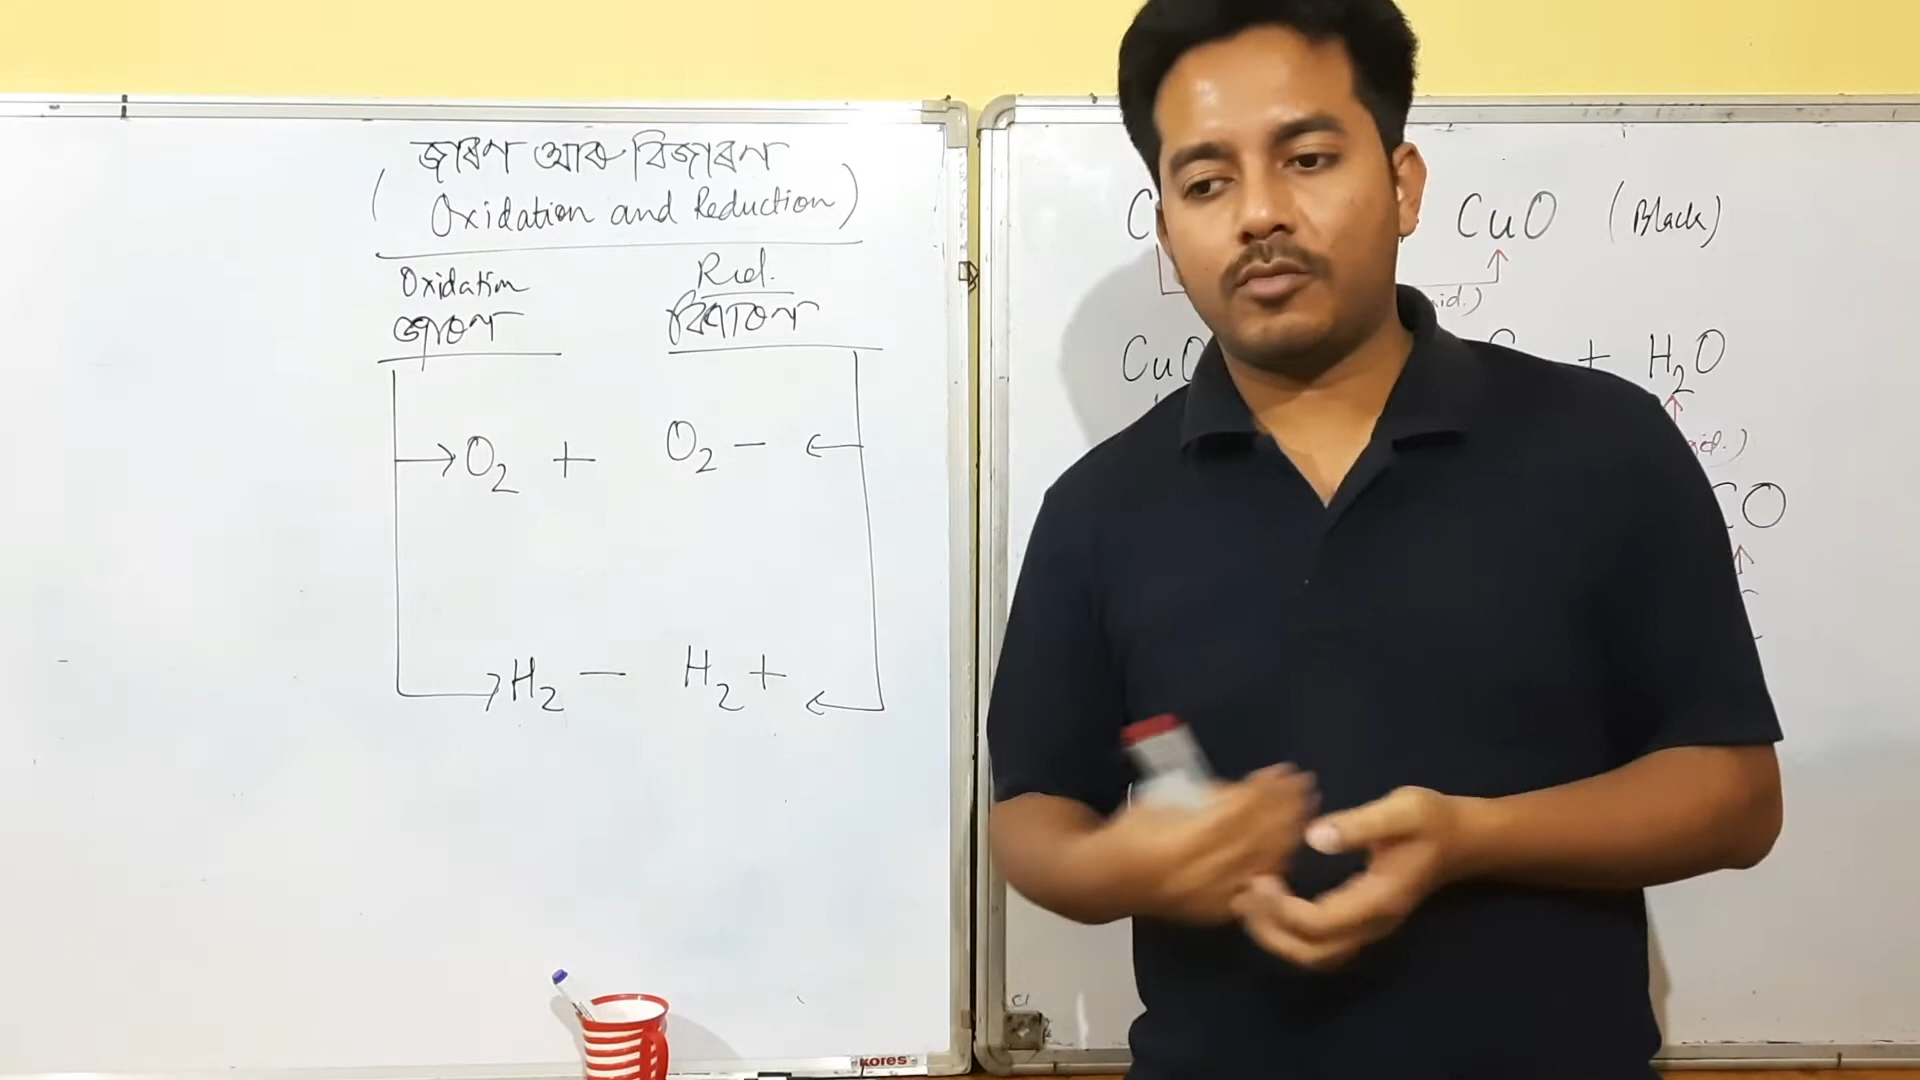 জাৰণ আৰু বিজাৰণ
(Oxidation and Reduction)
Oxidation
জাৰণ
Red.
বিজাৰণ
→ O₂ +
O₂ − ←
→ H₂ −
H₂ + ←
CuO (Black)
CuO + H₂O
CO
kores